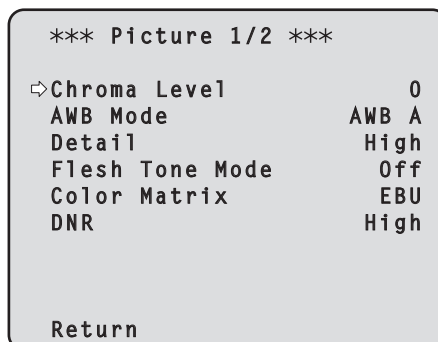 *** Picture 1/2 ***
⇨Chroma Level 0
AWB Mode AWB A
Detail High
Flesh Tone Mode Off
Color Matrix EBU
DNR High
Return